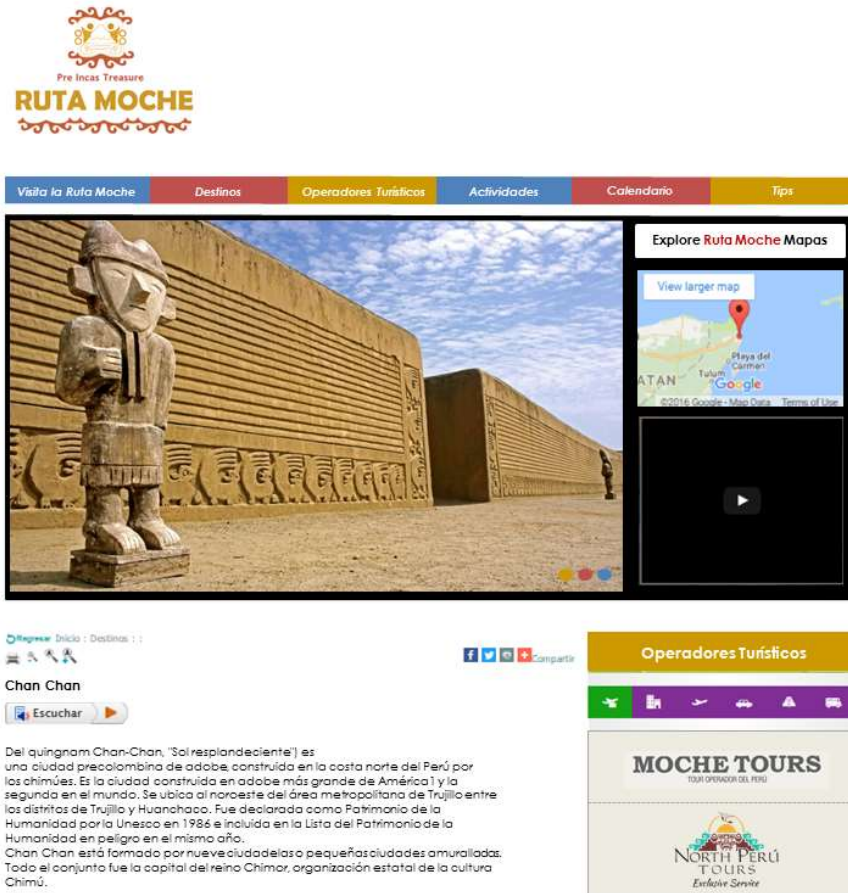 Pre Incas Treasure
RUTA MOCHE
Visita la Ruta Moche
Destinos
Operadores Turísticos
Actividades
Calendario
Tips
Explore Ruta Moche Mapas
View larger map
Playa del
Carmen
Tulum
ATAN
Google
©2016 Google - Map Data Terms of Use
Regresar Inicio : Destinos : :
Compartir
Chan Chan
Escuchar
Del quingnam Chan-Chan, "Sol resplandeciente") es
una ciudad precolombina de adobe, construida en la costa norte del Perú por
los chimúes. Es la ciudad construida en adobe más grande de América1 y la
segunda en el mundo. Se ubica al noroeste del área metropolitana de Trujillo entre
los distritos de Trujillo y Huanchaco. Fue declarada como Patrimonio de la
Humanidad por la Unesco en 1986 e incluida en la Lista del Patrimonio de la
Humanidad en peligro en el mismo año.
Chan Chan está formado por nueve ciudadelas o pequeñas ciudades amuralladas.
Todo el conjunto fue la capital del reino Chimor, organización estatal de la cultura
Chimú.
Operadores Turísticos
MOCHE TOURS
TOUR OPERADOR DEL PERÚ
NORTH PERÚ
TOURS
Exclusive Service